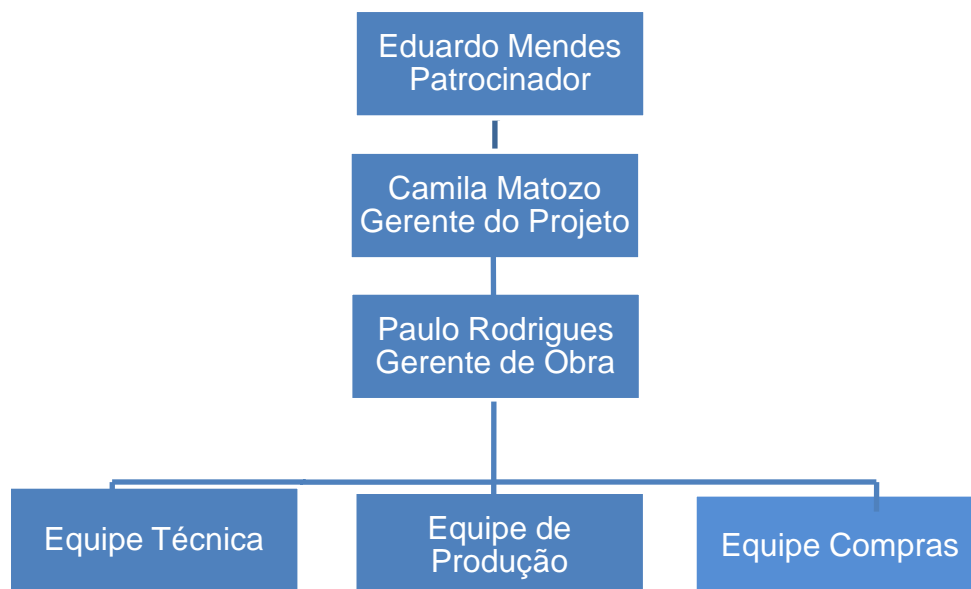 Eduardo Mendes
Patrocinador
Camila Matozo
Gerente do Projeto
Paulo Rodrigues
Gerente de Obra
Equipe Técnica
Equipe de
Produção
Equipe Compras